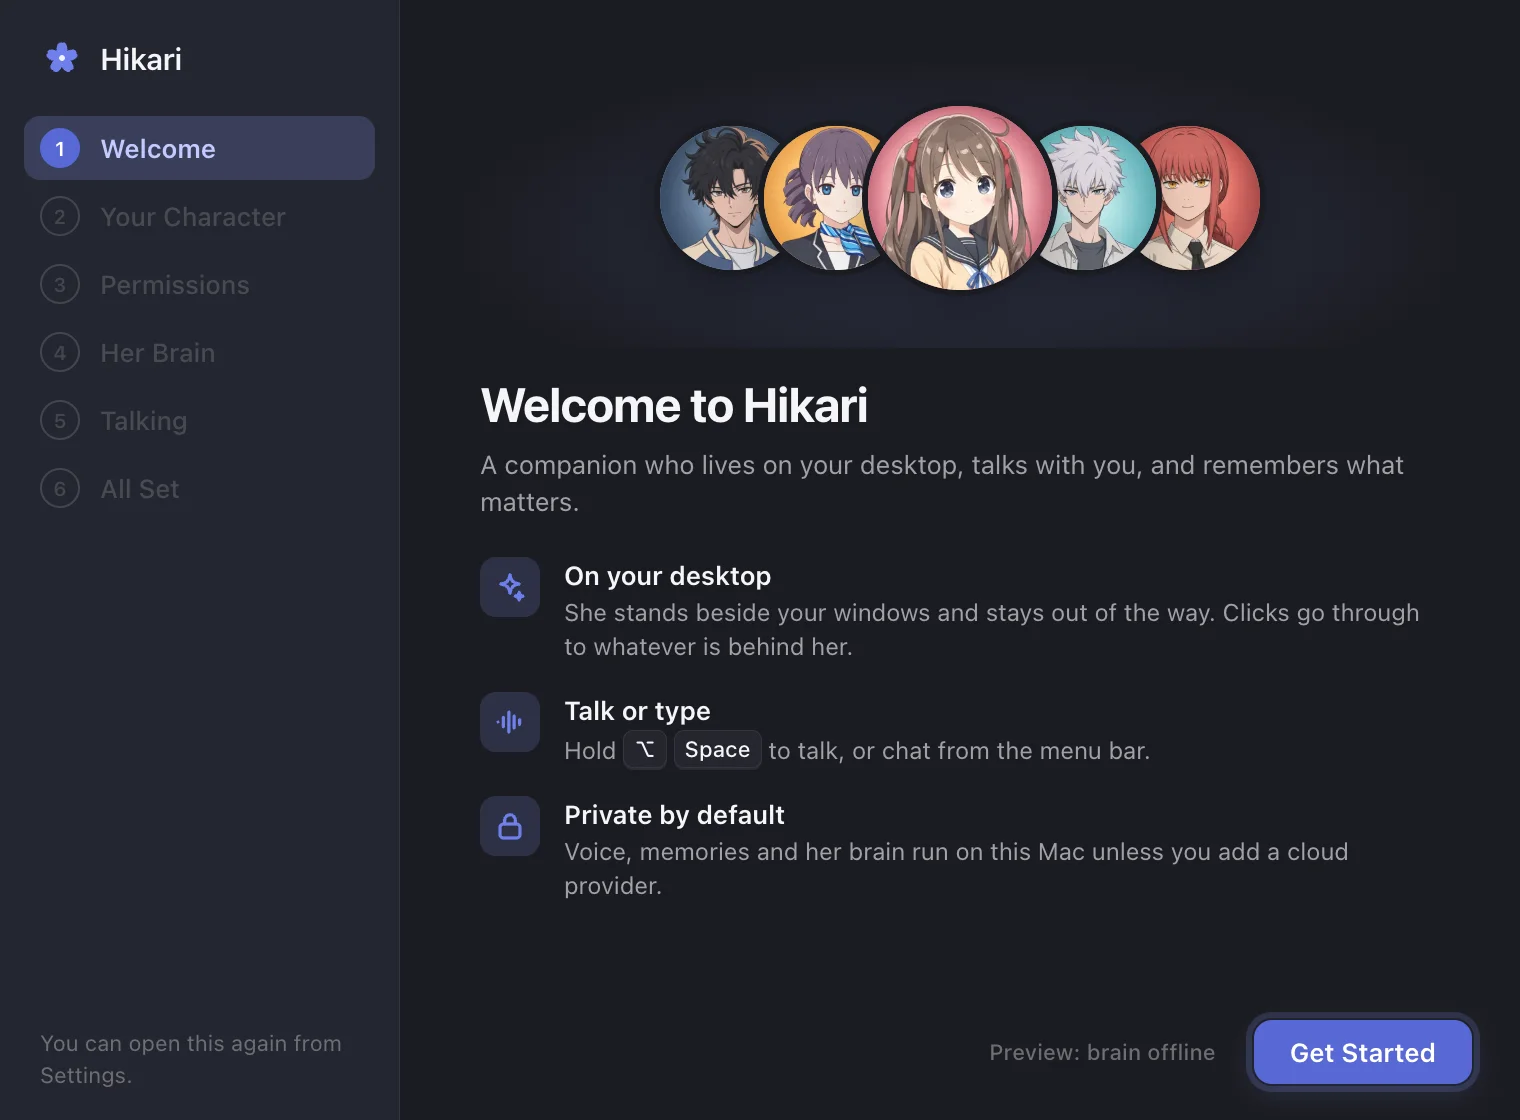 Hikari
1 Welcome
2 Your Character
3 Permissions
4 Her Brain
5 Talking
6 All Set
You can open this again from
Settings.
Welcome to Hikari
A companion who lives on your desktop, talks with you, and remembers what
matters.
On your desktop
She stands beside your windows and stays out of the way. Clicks go through
to whatever is behind her.
Talk or type
Hold ⌥ Space to talk, or chat from the menu bar.
Private by default
Voice, memories and her brain run on this Mac unless you add a cloud
provider.
Preview: brain offline
Get Started